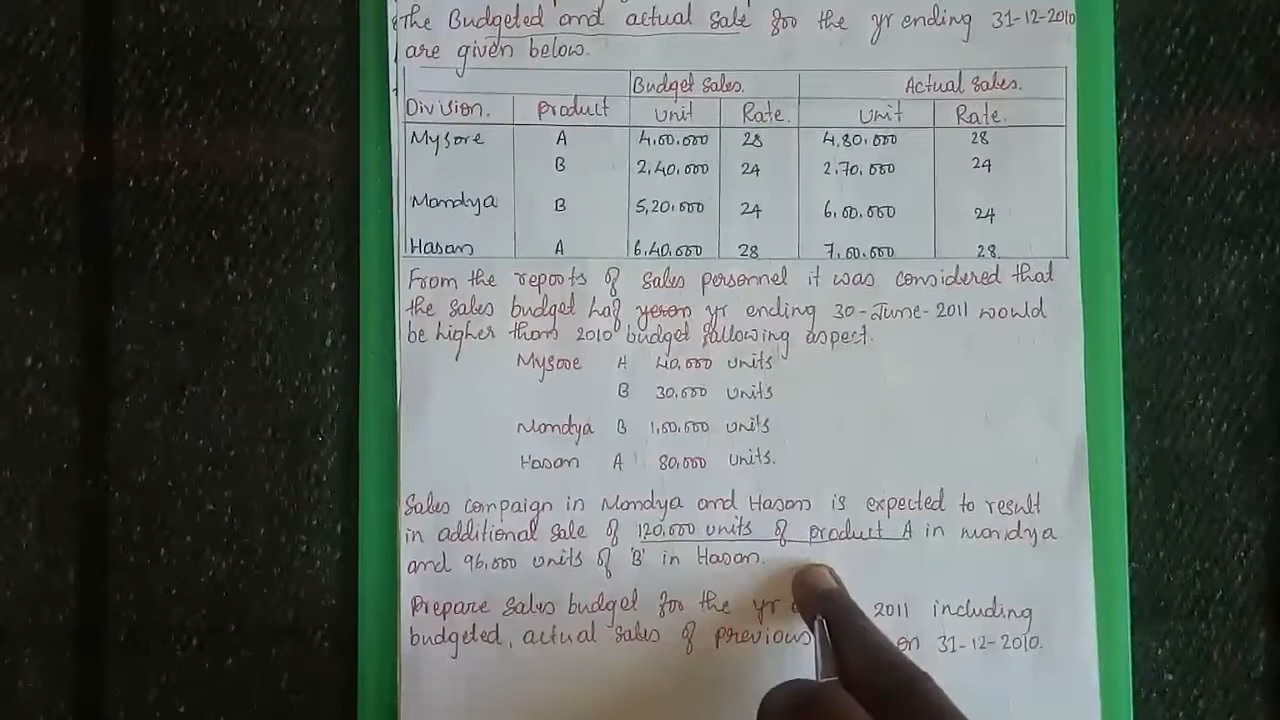 The Budgeted and actual sale for the yr ending 31-12-2010
are given below.
Budget Sales. Actual Sales.
Division. Product Unit Rate. Unit Rate.
Mysore A 4,00,000 28 4,80,000 28
B 2,40,000 24 2,70,000 24
Mandya B 5,20,000 24 6,00,000 24
Hasan A 6,40,000 28 7,00,000 28
From the reports of sales personnel it was considered that
the sales budget half yr ending 30-June-2011 would
be higher than 2010 budget fallowing aspect.
Mysore A 40,000 units
B 30,000 units
Mandya B 1,00,000 units
Hasan A 80,000 units.
Sales campaign in Mandya and Hasan is expected to result
in additional sale of 120,000 units of product A in mandya
and 96,000 units of 'B' in Hasan.
Prepare sales budget for the yr 2011 including
budgeted, actual sales of previous on 31-12-2010.